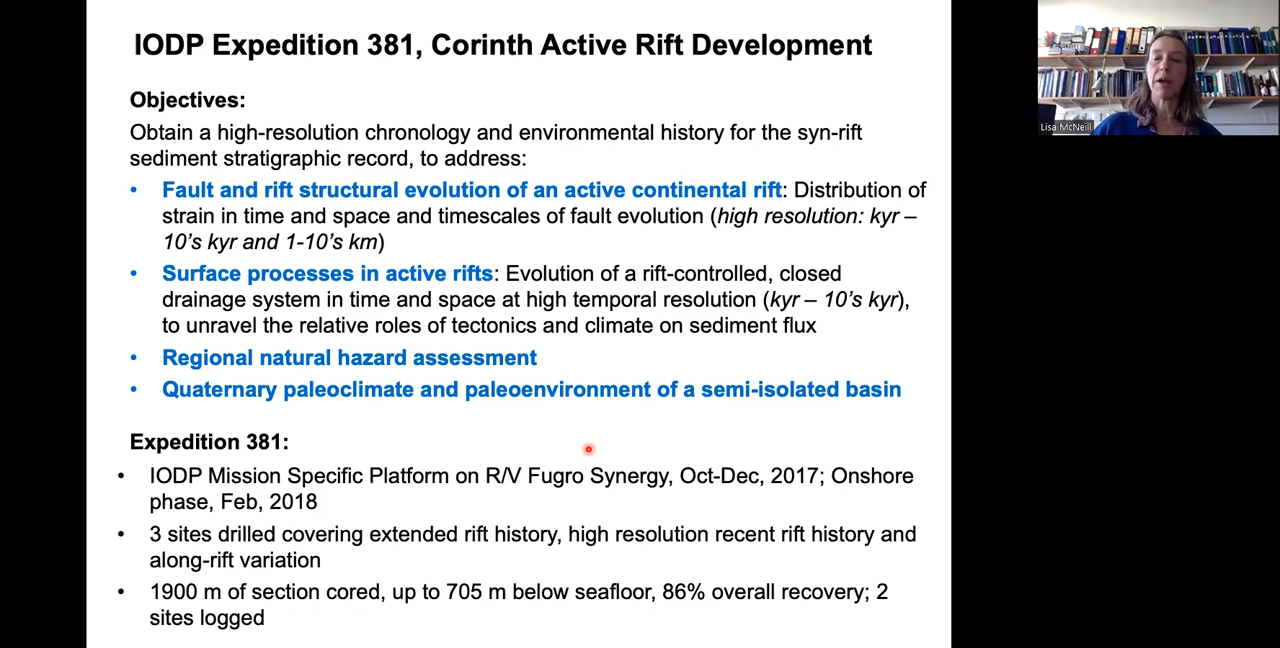 IODP Expedition 381, Corinth Active Rift Development
Objectives:
Obtain a high-resolution chronology and environmental history for the syn-rift
sediment stratigraphic record, to address:
• Fault and rift structural evolution of an active continental rift: Distribution of
strain in time and space and timescales of fault evolution (high resolution: kyr –
10's kyr and 1-10's km)
• Surface processes in active rifts: Evolution of a rift-controlled, closed
drainage system in time and space at high temporal resolution (kyr – 10's kyr),
to unravel the relative roles of tectonics and climate on sediment flux
• Regional natural hazard assessment
• Quaternary paleoclimate and paleoenvironment of a semi-isolated basin
Expedition 381:
• IODP Mission Specific Platform on R/V Fugro Synergy, Oct-Dec, 2017; Onshore
phase, Feb, 2018
• 3 sites drilled covering extended rift history, high resolution recent rift history and
along-rift variation
• 1900 m of section cored, up to 705 m below seafloor, 86% overall recovery; 2
sites logged
Lisa McNeill